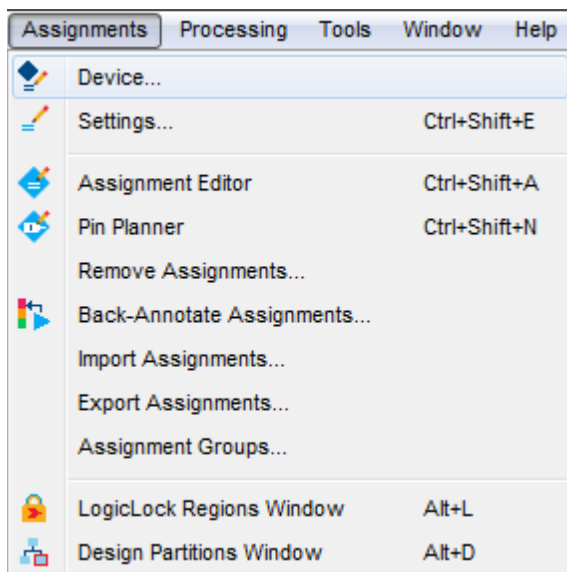 Assignments Processing Tools Window Help
Device...
Settings... Ctrl+Shift+E
Assignment Editor Ctrl+Shift+A
Pin Planner Ctrl+Shift+N
Remove Assignments...
Back-Annotate Assignments...
Import Assignments...
Export Assignments...
Assignment Groups...
LogicLock Regions Window Alt+L
Design Partitions Window Alt+D